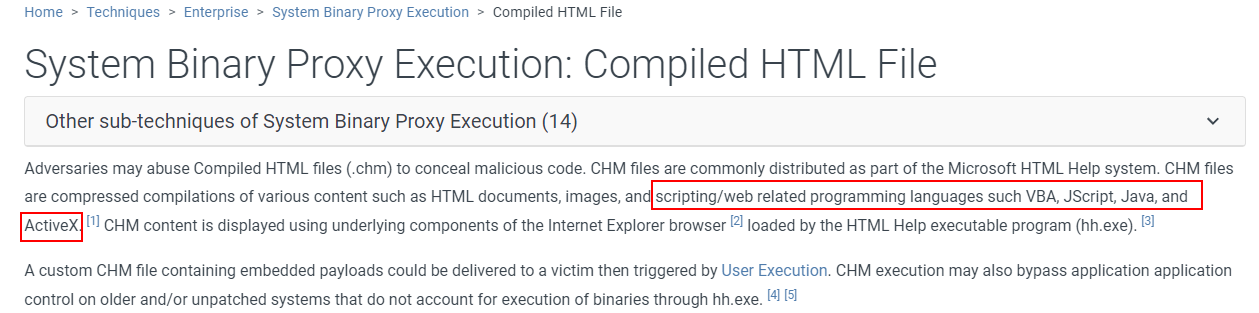 Home > Techniques > Enterprise > System Binary Proxy Execution > Compiled HTML File
System Binary Proxy Execution: Compiled HTML File
Other sub-techniques of System Binary Proxy Execution (14)
Adversaries may abuse Compiled HTML files (.chm) to conceal malicious code. CHM files are commonly distributed as part of the Microsoft HTML Help system. CHM files
are compressed compilations of various content such as HTML documents, images, and scripting/web related programming languages such VBA, JScript, Java, and
ActiveX. [1] CHM content is displayed using underlying components of the Internet Explorer browser [2] loaded by the HTML Help executable program (hh.exe). [3]
A custom CHM file containing embedded payloads could be delivered to a victim then triggered by User Execution. CHM execution may also bypass application application
control on older and/or unpatched systems that do not account for execution of binaries through hh.exe. [4] [5]